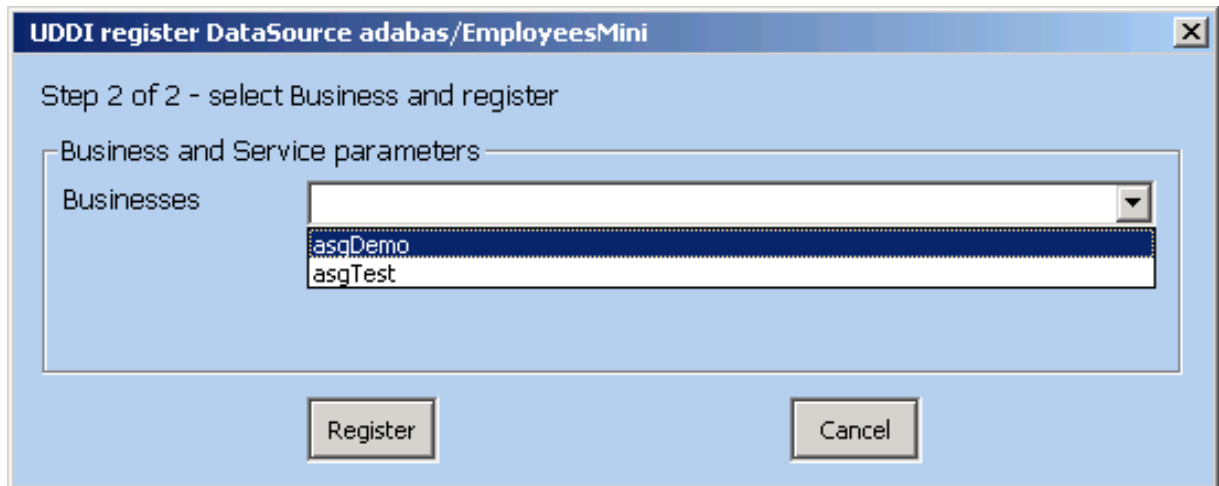 UDDI register DataSource adabas/EmployeesMini
Step 2 of 2 - select Business and register
Business and Service parameters
Businesses
asgDemo
asgTest
Register
Cancel